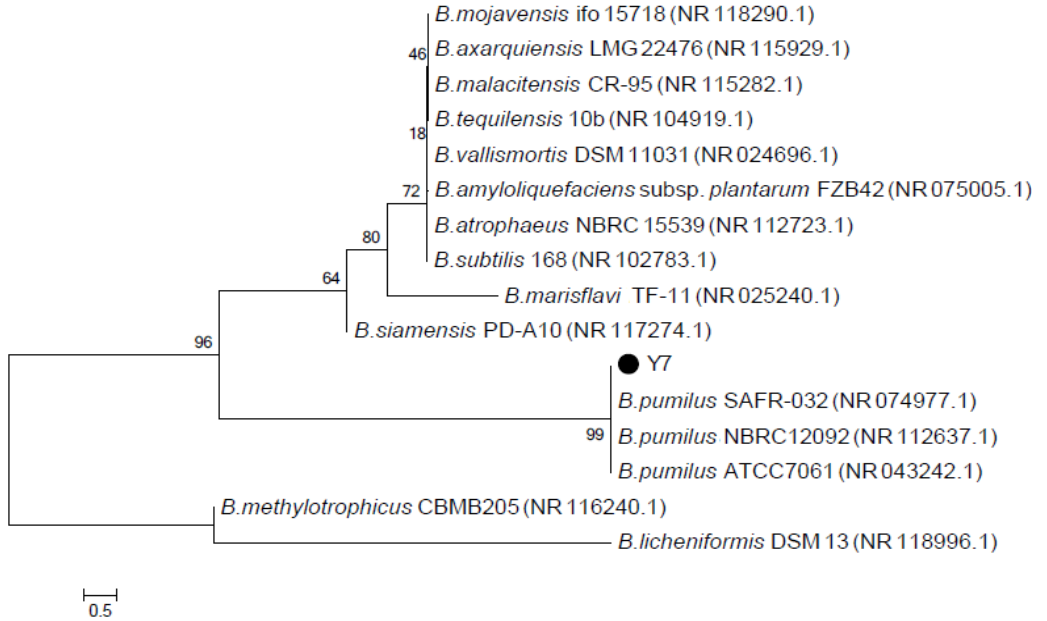 B.mojavensis ifo 15718 (NR 118290.1)
46
B.axarquiensis LMG 22476 (NR 115929.1)
B.malacitensis CR-95 (NR 115282.1)
B.tequilensis 10b (NR 104919.1)
18
B.vallismortis DSM 11031 (NR 024696.1)
72
B.amyloliquefaciens subsp. plantarum FZB42 (NR 075005.1)
B.atrophaeus NBRC 15539 (NR 112723.1)
80
B.subtilis 168 (NR 102783.1)
64
B.marisflavi TF-11 (NR 025240.1)
B.siamensis PD-A10 (NR 117274.1)
96
Y7
B.pumilus SAFR-032 (NR 074977.1)
99
B.pumilus NBRC12092 (NR 112637.1)
B.pumilus ATCC7061 (NR 043242.1)
B.methylotrophicus CBMB205 (NR 116240.1)
B.licheniformis DSM 13 (NR 118996.1)
0.5